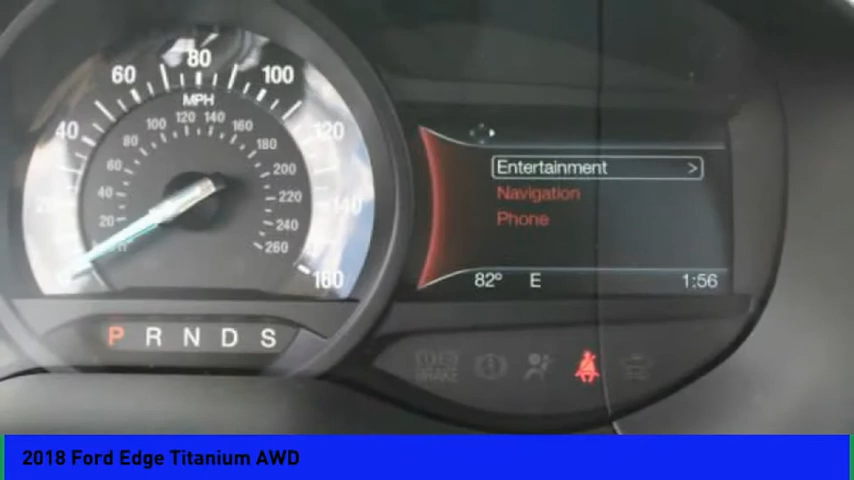 60 80 100
MPH
40 120
100 120 140 160
80 180
60 200
40 220
20 240
260
140
160
Entertainment >
Navigation
Phone
82° E 1:56
P R N D S
BRAKE
2018 Ford Edge Titanium AWD